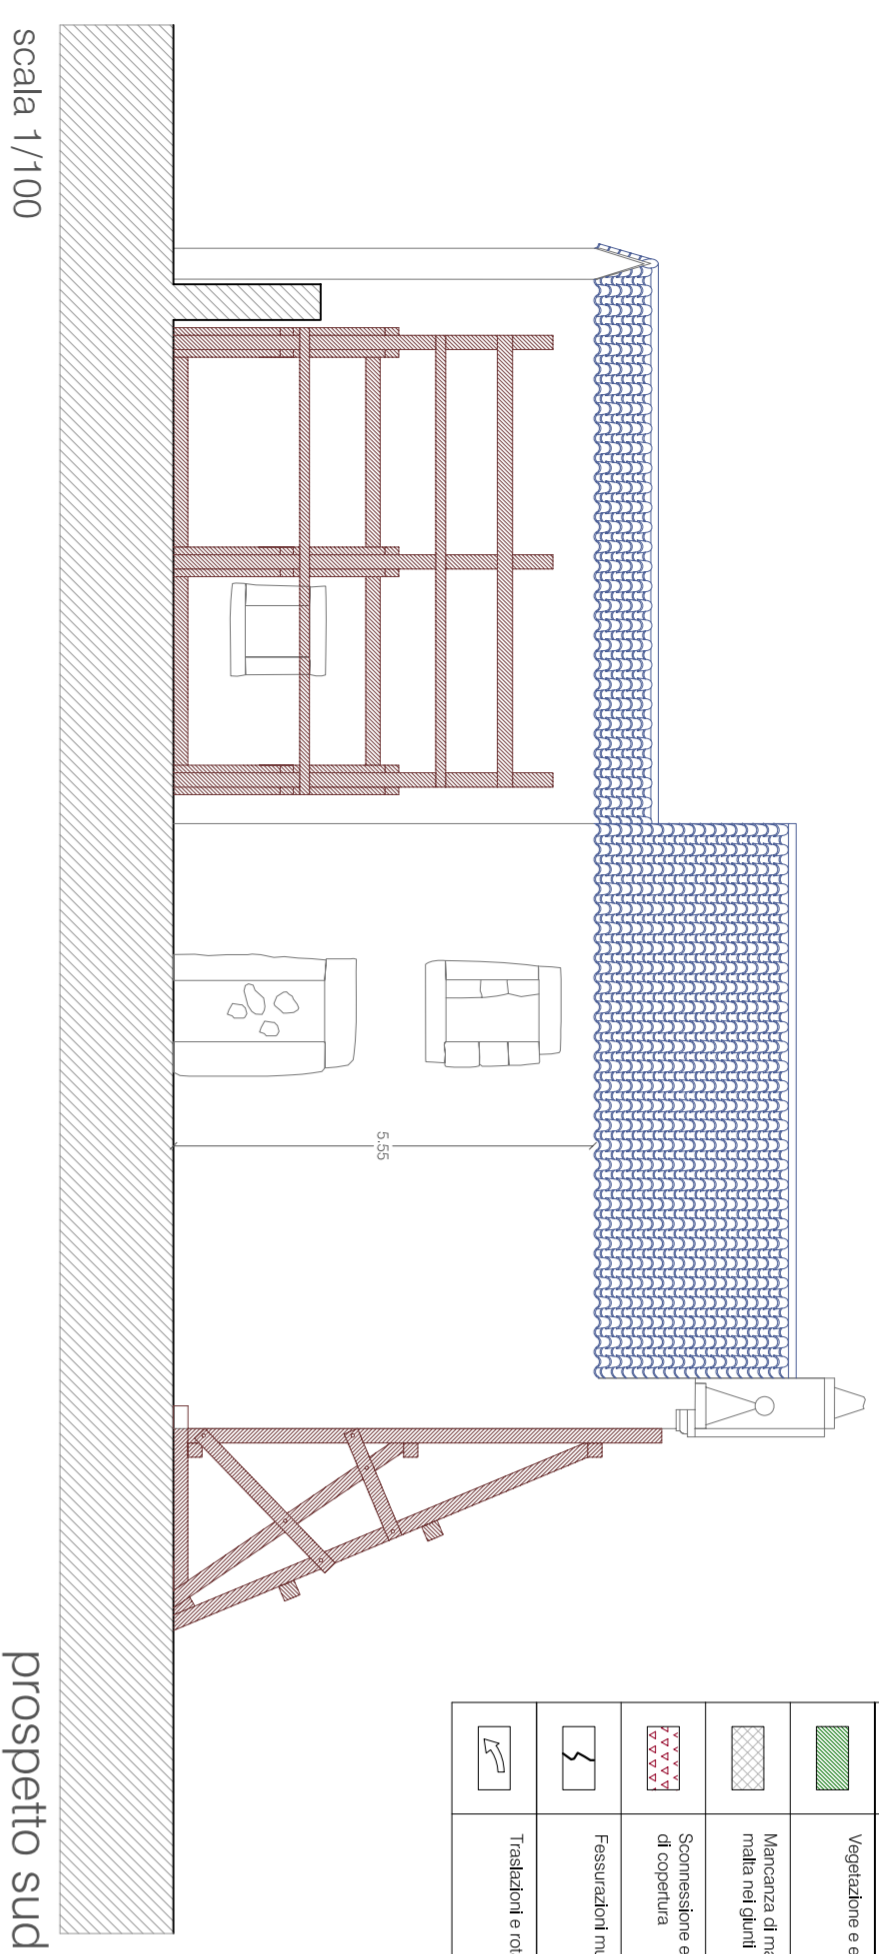 5.55
Vegetazione e e
Mancanza di ma
malta nei giunti
Sconnessione e
di copertura
Fessurazioni mu
Traslazioni e rot
scala 1/100
prospetto sud